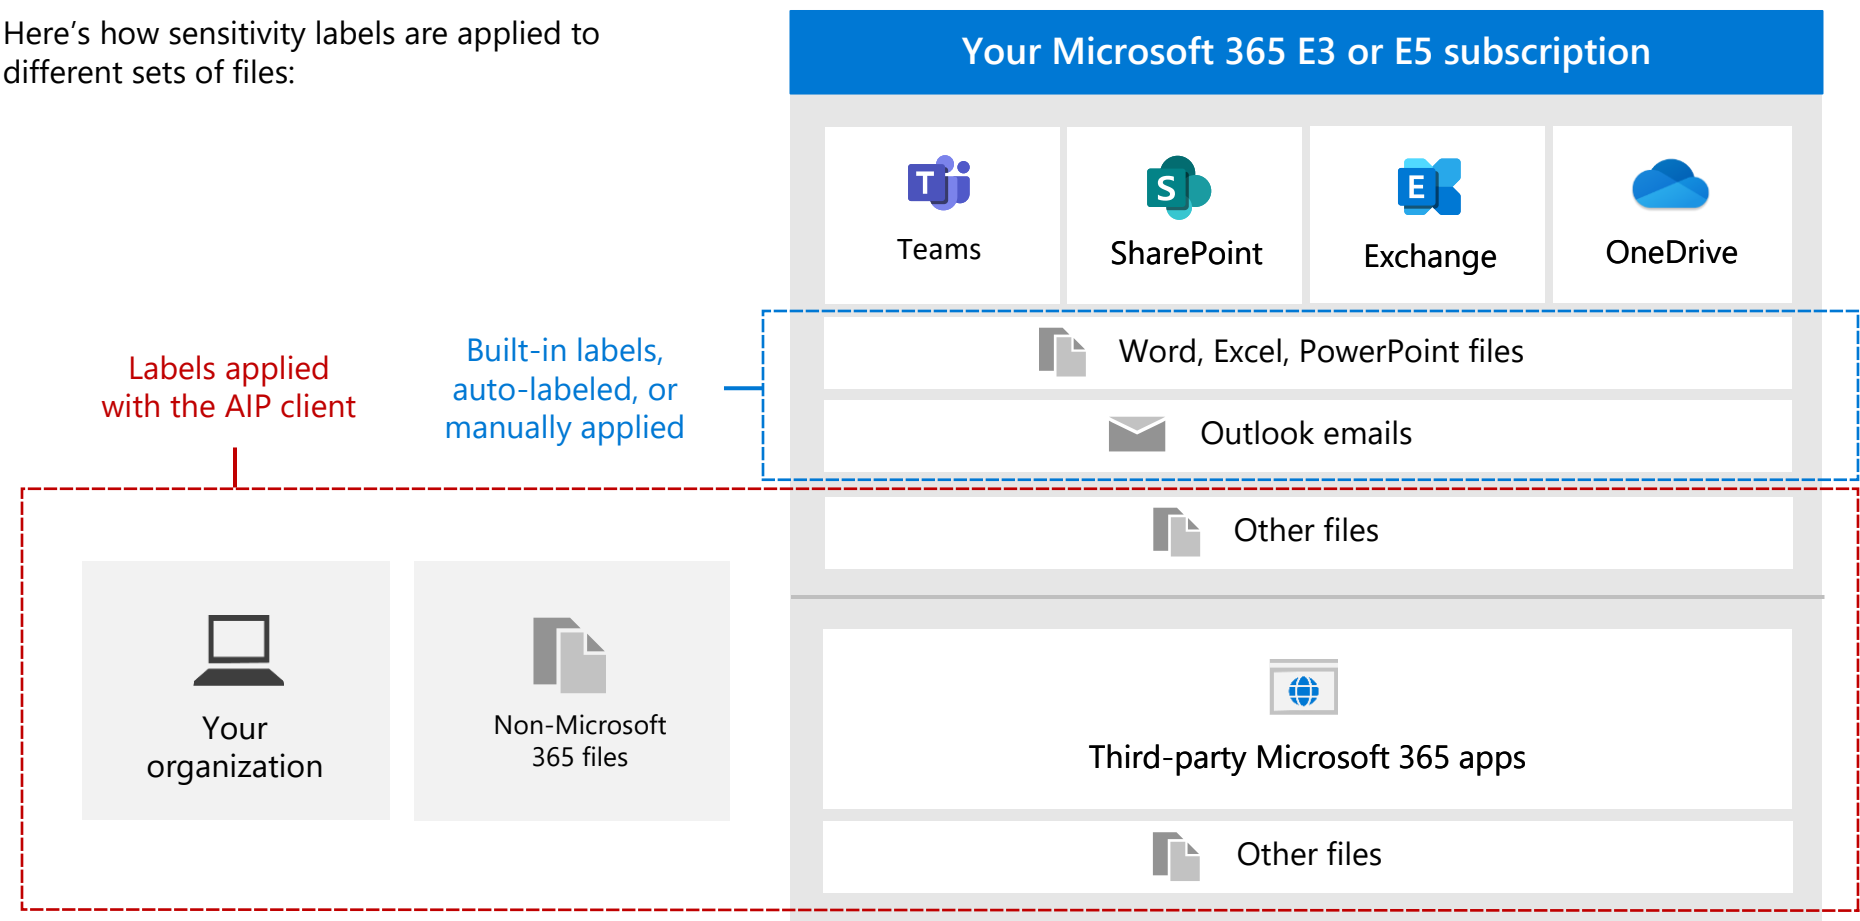 Here’s how sensitivity labels are applied to
different sets of files:
Your Microsoft 365 E3 or E5 subscription
T
Teams
S
SharePoint
E
Exchange
OneDrive
Labels applied
with the AIP client
Built-in labels,
auto-labeled, or
manually applied
Word, Excel, PowerPoint files
Outlook emails
Other files
Your
organization
Non-Microsoft
365 files
Third-party Microsoft 365 apps
Other files